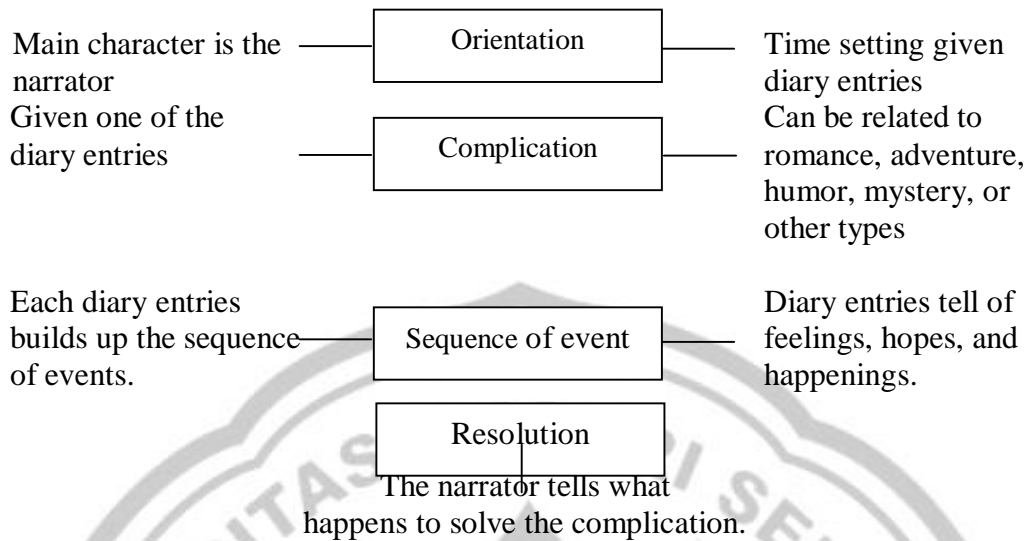 Main character is the
narrator
Orientation
Time setting given
diary entries
Given one of the
diary entries
Complication
Can be related to
romance, adventure,
humor, mystery, or
other types
Each diary entries
builds up the sequence
of events.
Sequence of event
Diary entries tell of
feelings, hopes, and
happenings.
Resolution
The narrator tells what
happens to solve the complication.